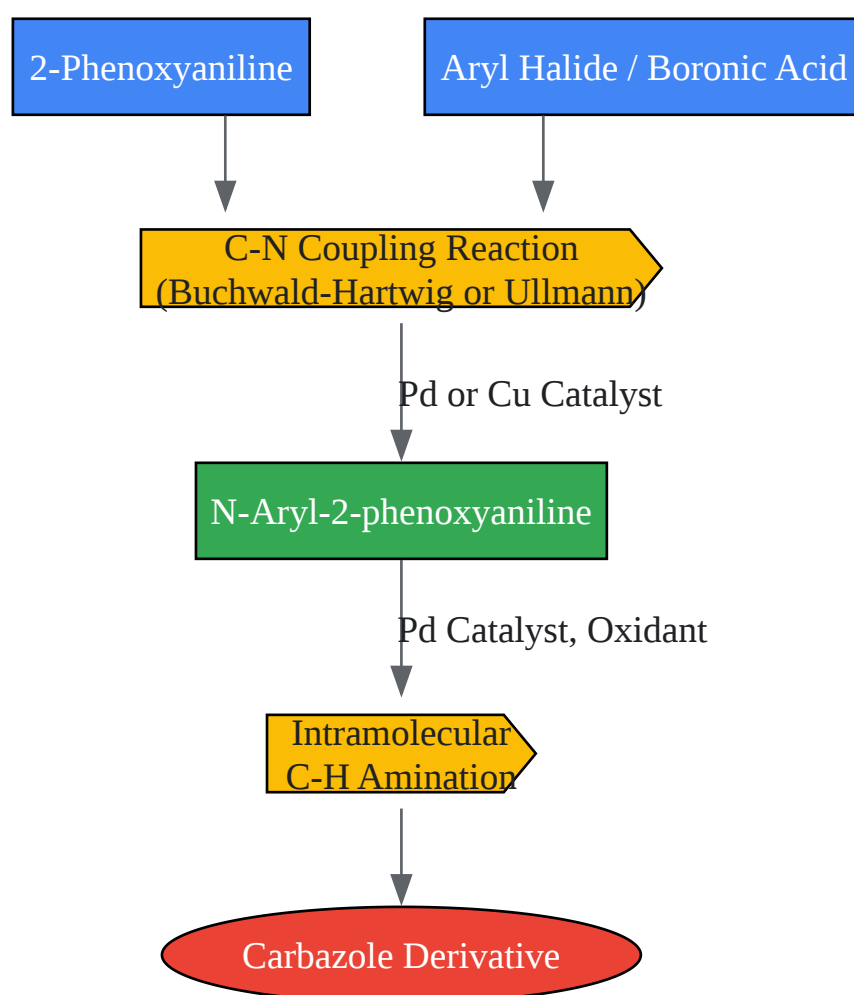 2-Phenoxyaniline
Aryl Halide / Boronic Acid
C-N Coupling Reaction
(Buchwald-Hartwig or Ullmann)
Pd or Cu Catalyst
N-Aryl-2-phenoxyaniline
Pd Catalyst, Oxidant
Intramolecular
C-H Amination
Carbazole Derivative